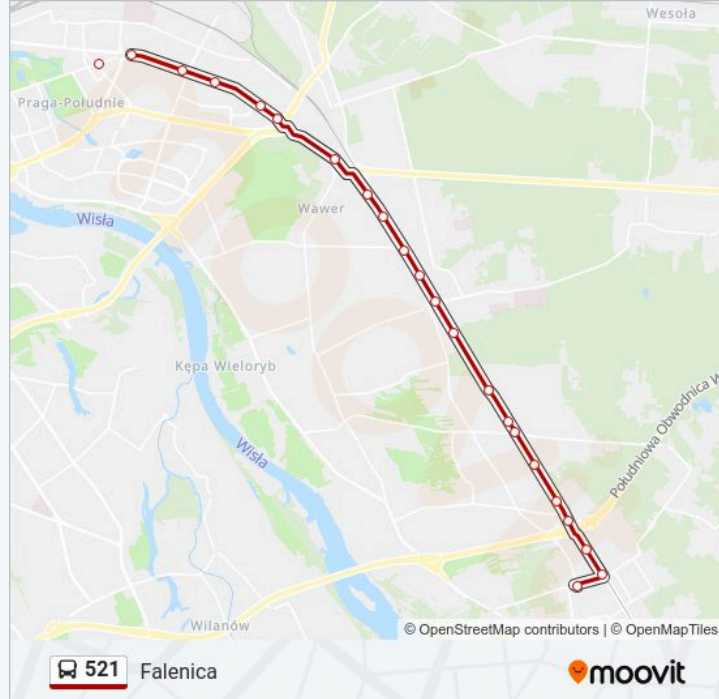 Wesoła
Praga-Południe
Wisła
Wawer
Kępa Wieloryb
Południowa Obwodnica W
Wisła
Wilanów
© OpenStreetMap contributors | © OpenMapTiles
521 Falenica
moovit